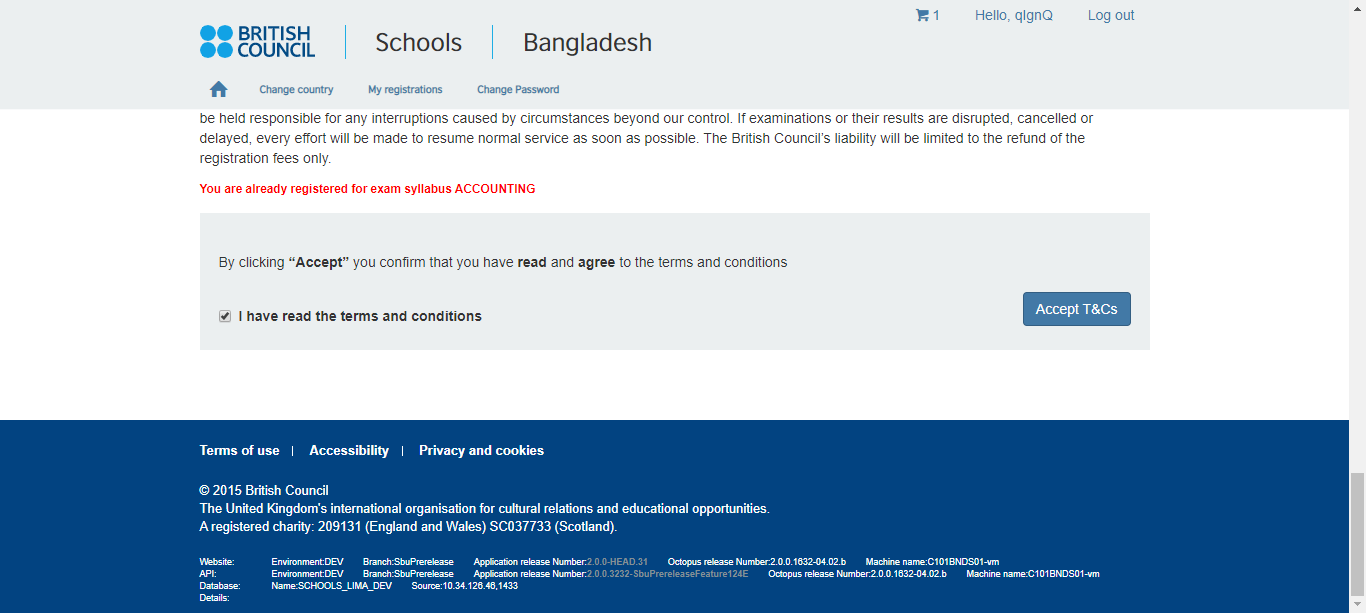 1 Hello, qIgnQ Log out
BRITISH COUNCIL Schools Bangladesh
Change country My registrations Change Password
be held responsible for any interruptions caused by circumstances beyond our control. If examinations or their results are disrupted, cancelled or
delayed, every effort will be made to resume normal service as soon as possible. The British Council's liability will be limited to the refund of the
registration fees only.
You are already registered for exam syllabus ACCOUNTING
By clicking “Accept” you confirm that you have read and agree to the terms and conditions
I have read the terms and conditions
Accept T&Cs
Terms of use | Accessibility | Privacy and cookies
© 2015 British Council
The United Kingdom's international organisation for cultural relations and educational opportunities.
A registered charity: 209131 (England and Wales) SC037733 (Scotland).
Website: Environment:DEV Branch:SbuPrerelease Application release Number:2.0.0-HEAD.31 Octopus release Number:2.0.0.1632-04.02.b Machine name:C101BNDS01-vm
API: Environment:DEV Branch:SbuPrerelease Application release Number:2.0.0.3232-SbuPrereleaseFeature124E Octopus release Number:2.0.0.1632-04.02.b Machine name:C101BNDS01-vm
Database: Name:SCHOOLS_LIMA_DEV Source:10.34.126.46,1433
Details: